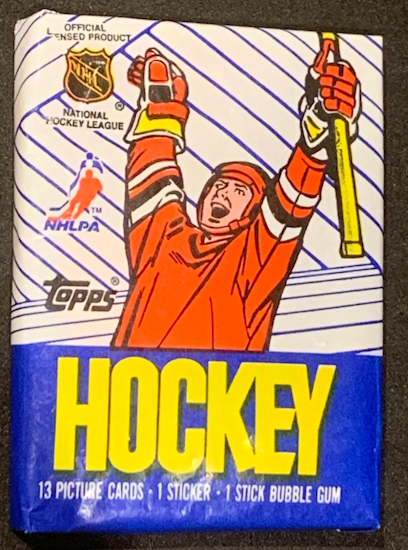 OFFICIAL
LICENSED PRODUCT
NHL
®
NATIONAL
HOCKEY LEAGUE
TM
NHLPA
topps®
HOCKEY
13 PICTURE CARDS · 1 STICKER · 1 STICK BUBBLE GUM